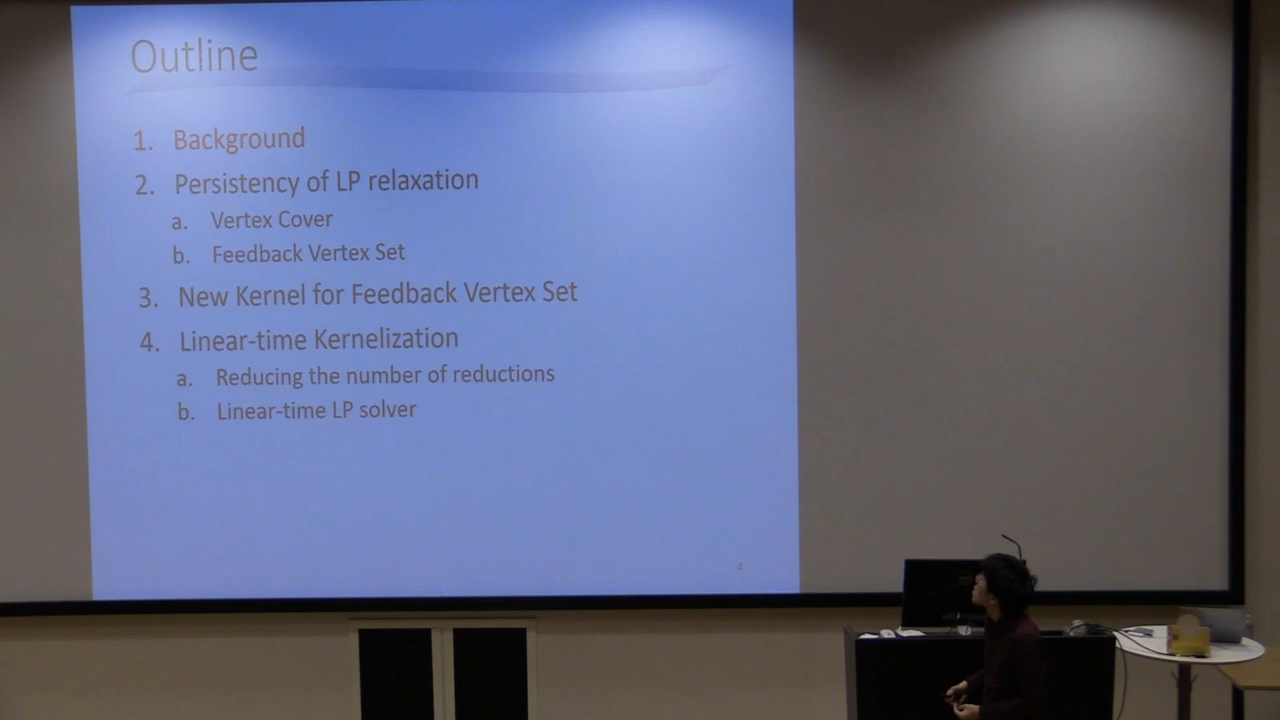 Outline
1. Background
2. Persistency of LP relaxation
a. Vertex Cover
b. Feedback Vertex Set
3. New Kernel for Feedback Vertex Set
4. Linear-time Kernelization
a. Reducing the number of reductions
b. Linear-time LP solver
4